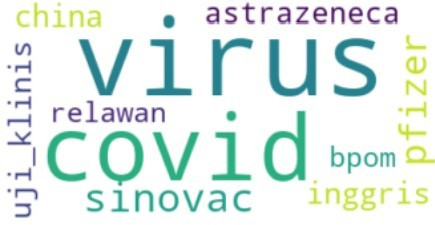 china
astrazeneca
virus
uji_klinis
relawan
pfizer
covid
bpom
sinovac
inggris